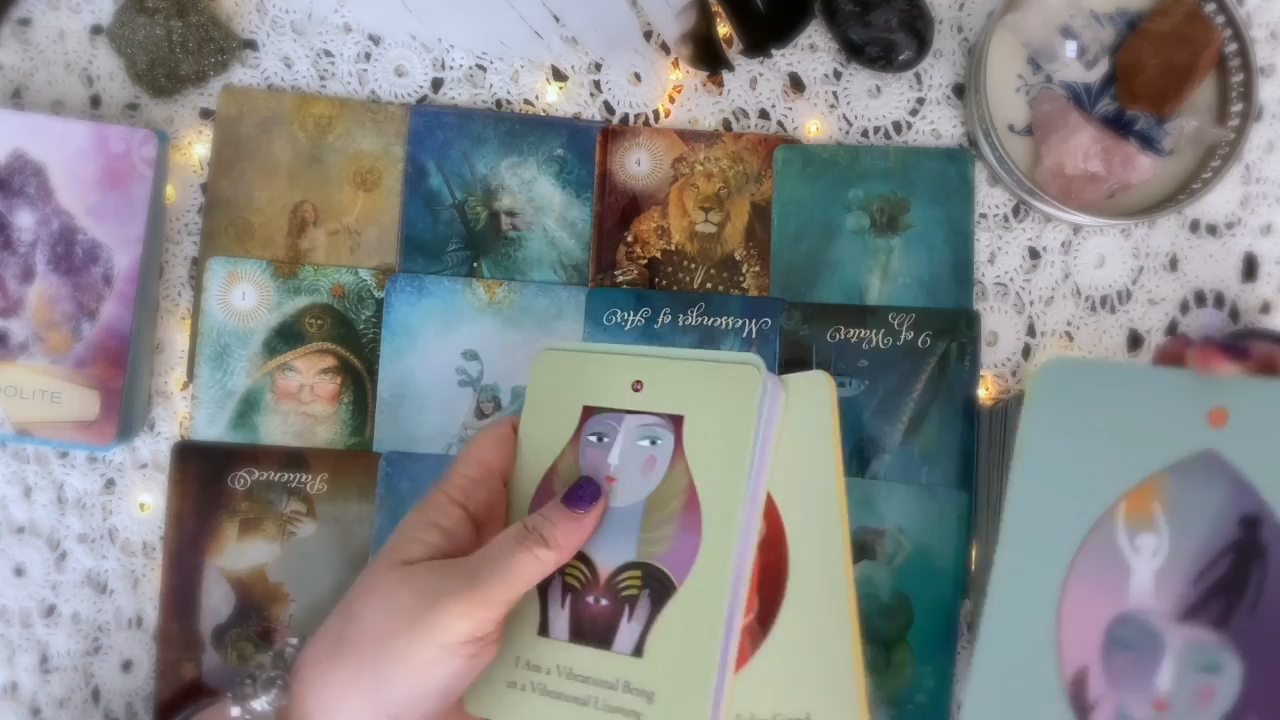 4
1
Messenger of Air
9 of Water
Patience
I Am a Vibrational Being
in a Vibrational Universe